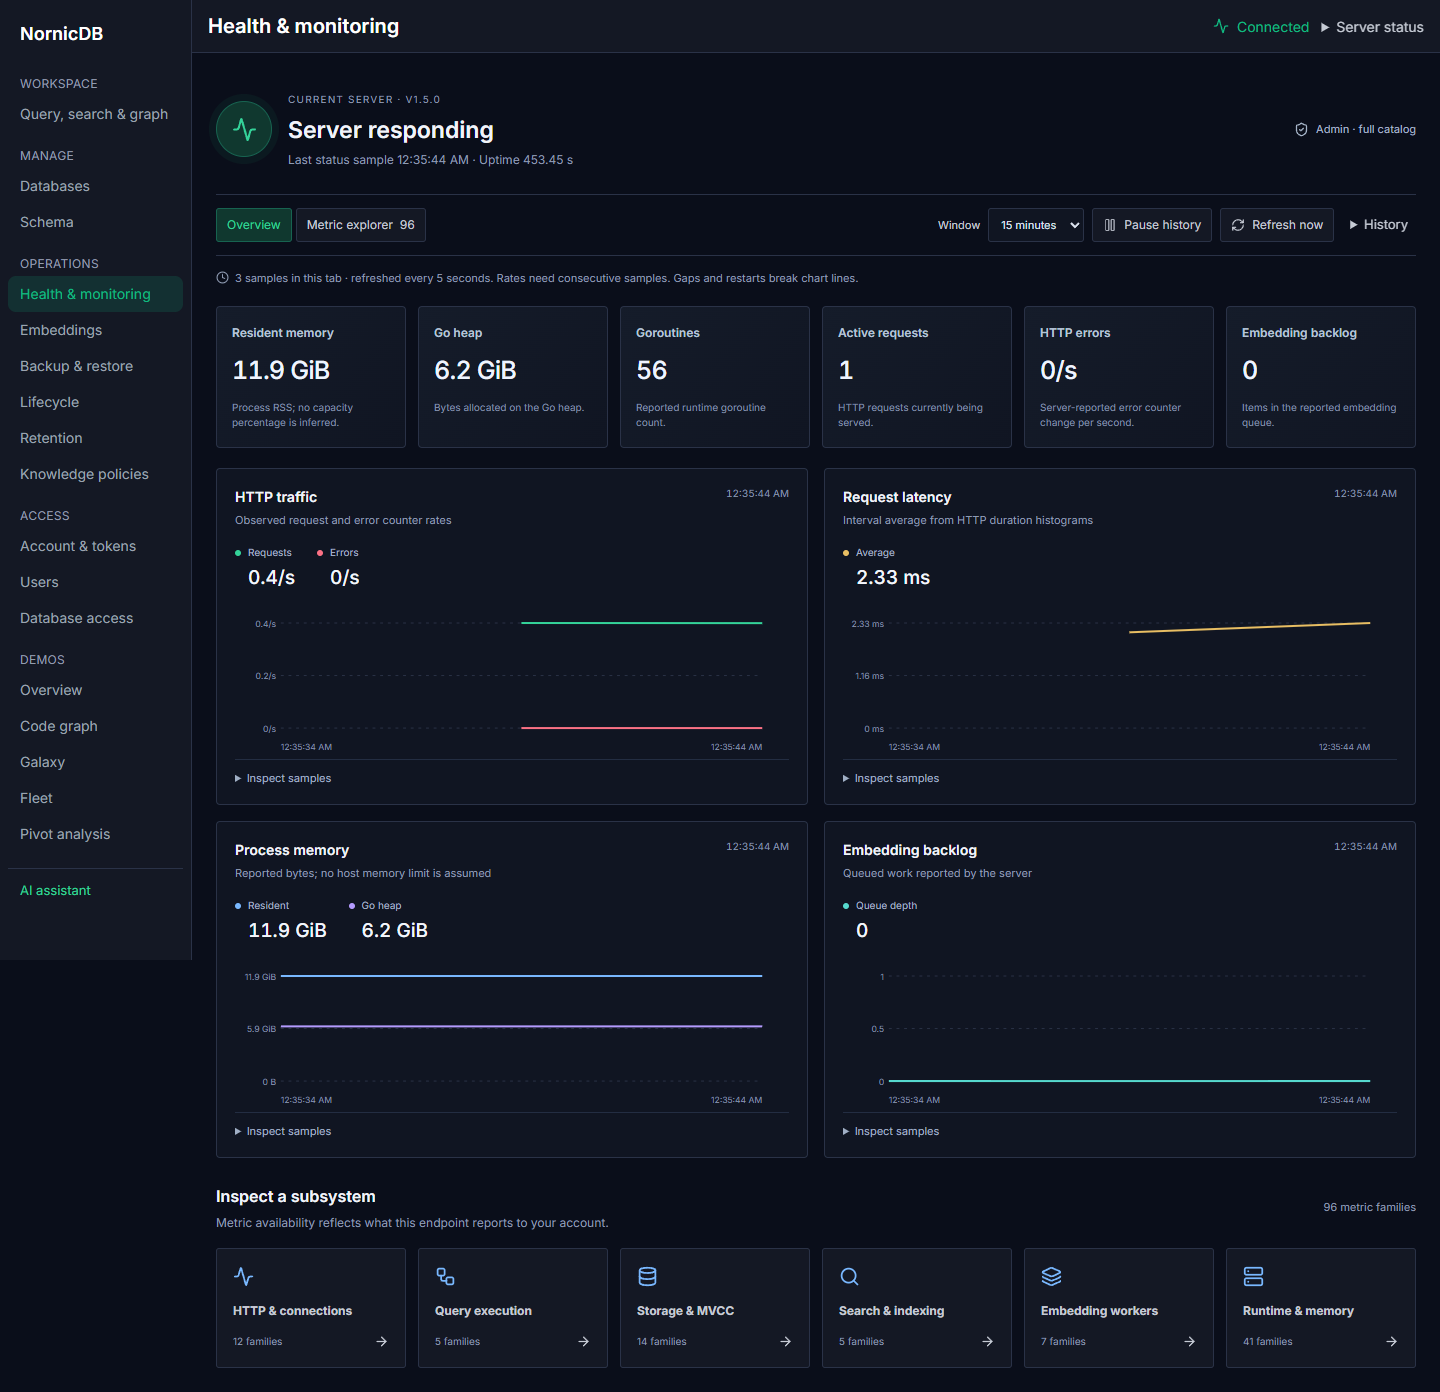 NornicDB
WORKSPACE
Query, search & graph
MANAGE
Databases
Schema
OPERATIONS
Health & monitoring
Embeddings
Backup & restore
Lifecycle
Retention
Knowledge policies
ACCESS
Account & tokens
Users
Database access
DEMOS
Overview
Code graph
Galaxy
Fleet
Pivot analysis
AI assistant
Health & monitoring
Connected
Server status
CURRENT SERVER · V1.5.0
Server responding
Last status sample 12:35:44 AM · Uptime 453.45 s
Admin · full catalog
Overview
Metric explorer 96
Window
15 minutes
Pause history
Refresh now
History
3 samples in this tab · refreshed every 5 seconds. Rates need consecutive samples. Gaps and restarts break chart lines.
Resident memory
11.9 GiB
Process RSS; no capacity
percentage is inferred.
Go heap
6.2 GiB
Bytes allocated on the Go heap.
Goroutines
56
Reported runtime goroutine
count.
Active requests
1
HTTP requests currently being
served.
HTTP errors
0/s
Server-reported error counter
change per second.
Embedding backlog
0
Items in the reported embedding
queue.
HTTP traffic
12:35:44 AM
Observed request and error counter rates
Requests
0.4/s
Errors
0/s
0.4/s
0.2/s
0/s
12:35:34 AM
12:35:44 AM
Inspect samples
Request latency
12:35:44 AM
Interval average from HTTP duration histograms
Average
2.33 ms
2.33 ms
1.16 ms
0 ms
12:35:34 AM
12:35:44 AM
Inspect samples
Process memory
12:35:44 AM
Reported bytes; no host memory limit is assumed
Resident
11.9 GiB
Go heap
6.2 GiB
11.9 GiB
5.9 GiB
0 B
12:35:34 AM
12:35:44 AM
Inspect samples
Embedding backlog
12:35:44 AM
Queued work reported by the server
Queue depth
0
1
0.5
0
12:35:34 AM
12:35:44 AM
Inspect samples
Inspect a subsystem
Metric availability reflects what this endpoint reports to your account.
96 metric families
HTTP & connections
12 families
Query execution
5 families
Storage & MVCC
14 families
Search & indexing
5 families
Embedding workers
7 families
Runtime & memory
41 families